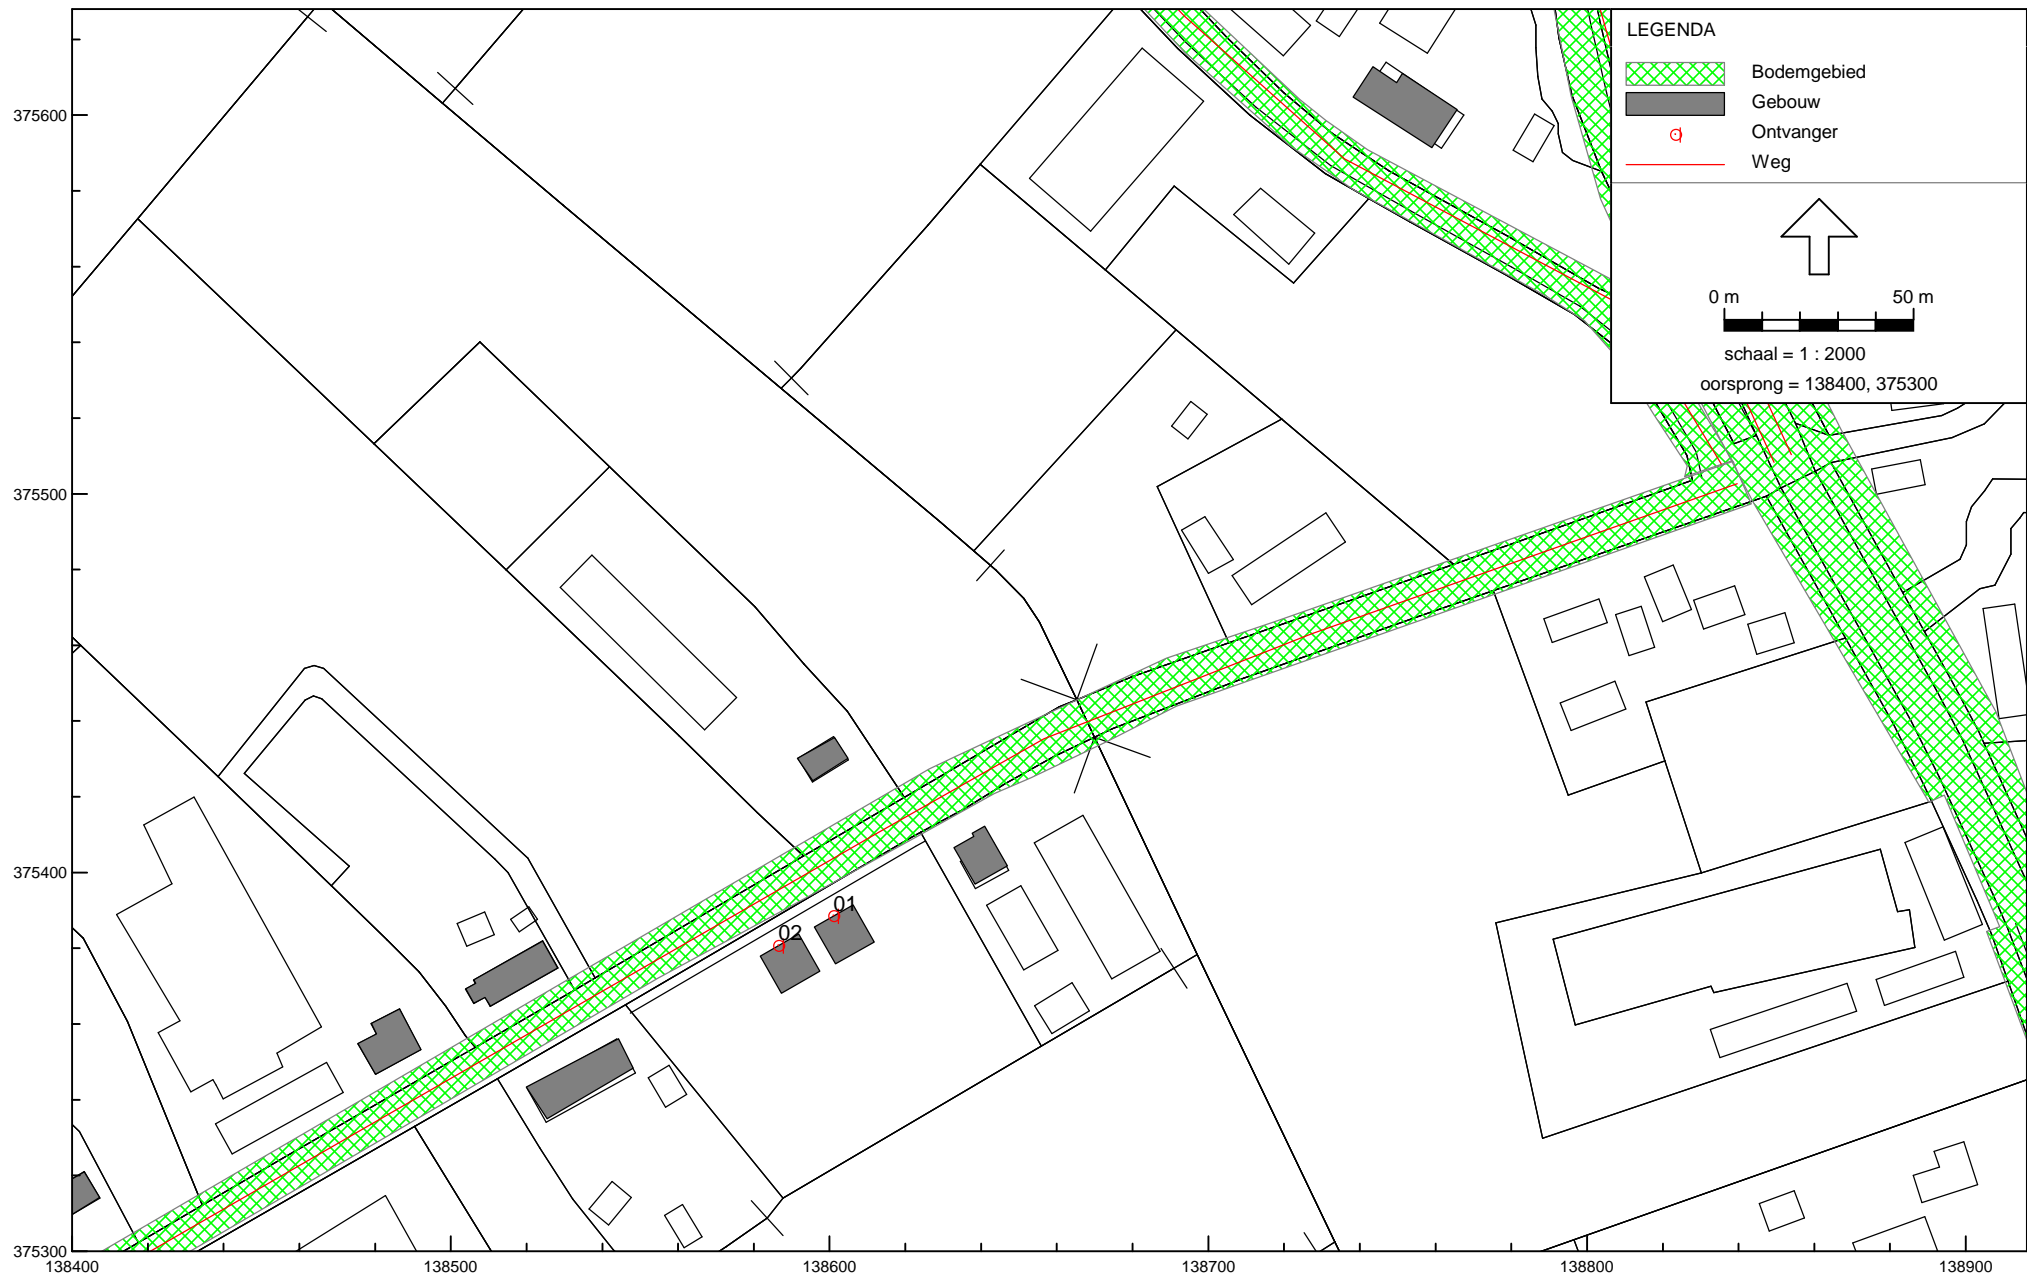 LEGENDA
Bodemgebied
Gebouw
Ontvanger
Weg
0 m 50 m
schaal = 1 : 2000
oorsprong = 138400, 375300
375600
375500
375400
375300
01
02
138400 138500 138600 138700 138800 138900